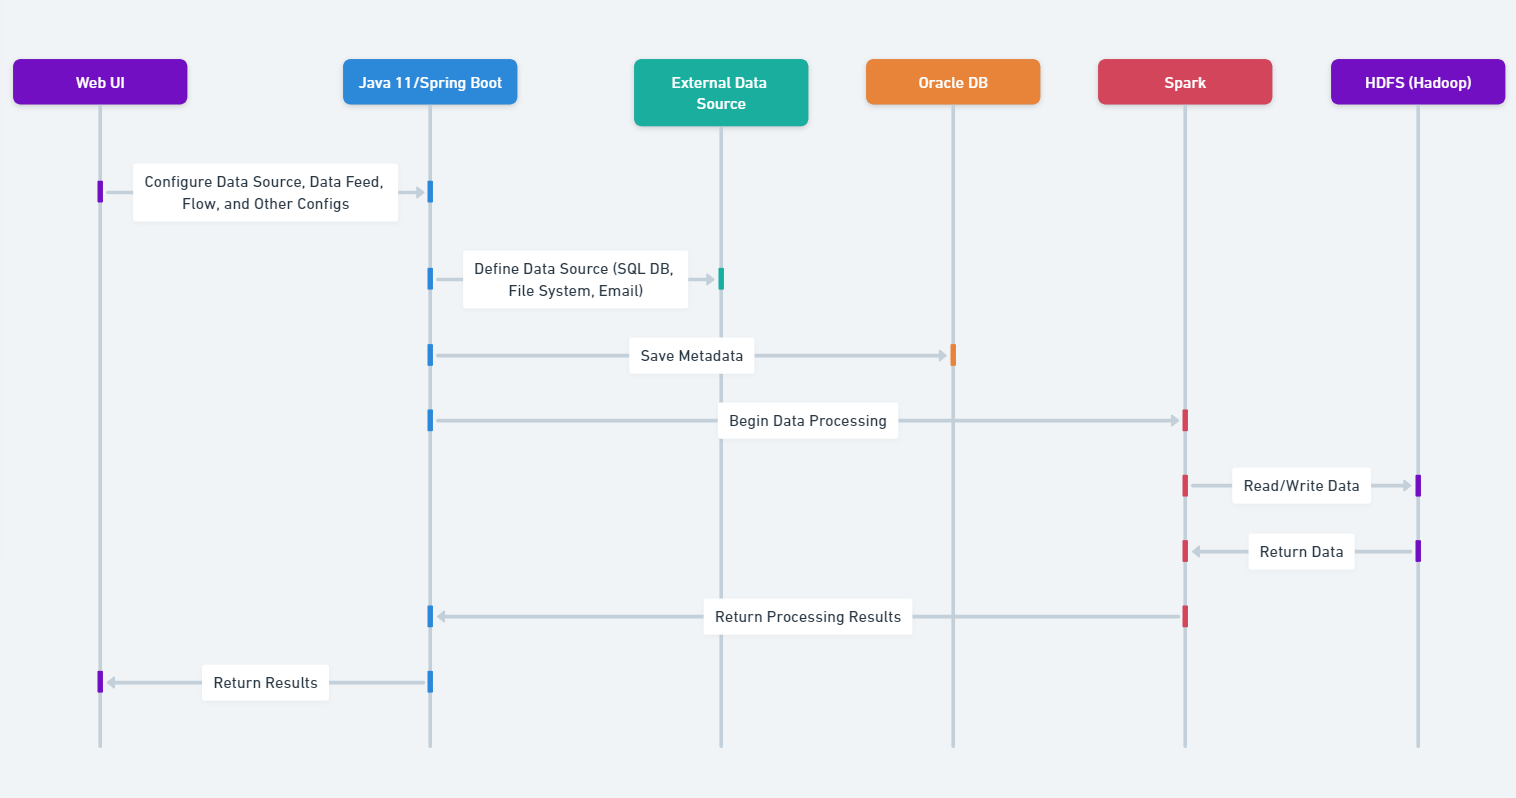 Web UI
Java 11/Spring Boot
External Data
Source
Oracle DB
Spark
HDFS (Hadoop)
Configure Data Source, Data Feed,
Flow, and Other Configs
Define Data Source (SQL DB,
File System, Email)
Save Metadata
Begin Data Processing
Read/Write Data
Return Data
Return Processing Results
Return Results